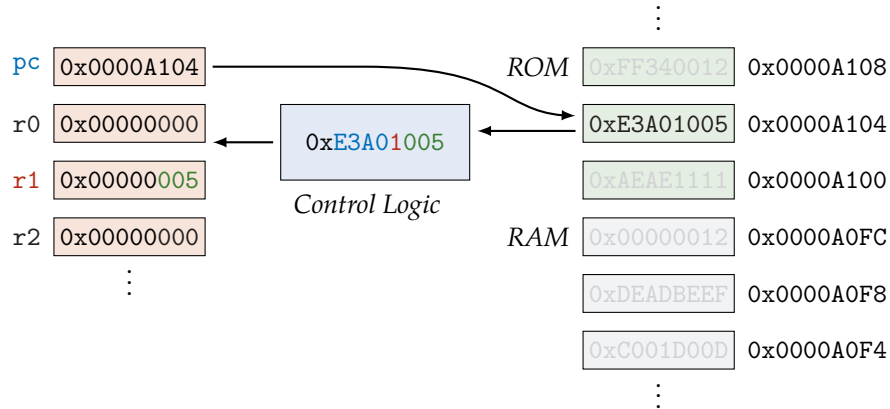 ⋮
pc 0x0000A104 ROM 0xFF340012 0x0000A108
r0 0x00000000 0xE3A01005 0xE3A01005 0x0000A104
r1 0x00000005 0xAEAE1111 0x0000A100
Control Logic
r2 0x00000000 RAM 0x00000012 0x0000A0FC
⋮
0xDEADBEEF 0x0000A0F8
0xC001D00D 0x0000A0F4
⋮